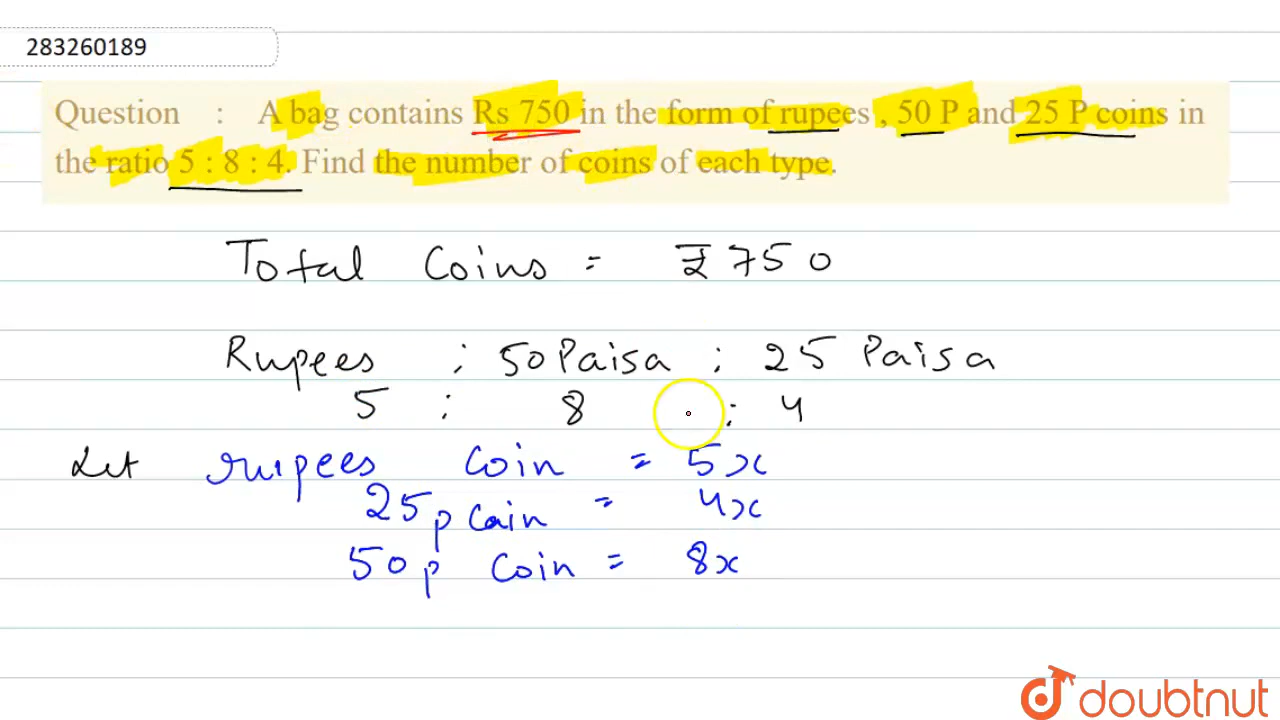 283260189
Question : A bag contains Rs 750 in the form of rupees , 50 P and 25 P coins in
the ratio 5 : 8 : 4. Find the number of coins of each type.
Total Coins = ₹750
Rupees : 50 Paisa : 25 Paisa
5 : 8 : 4
Let rupees coin = 5x
25p Coin = 4x
50p Coin = 8x
doubtnut